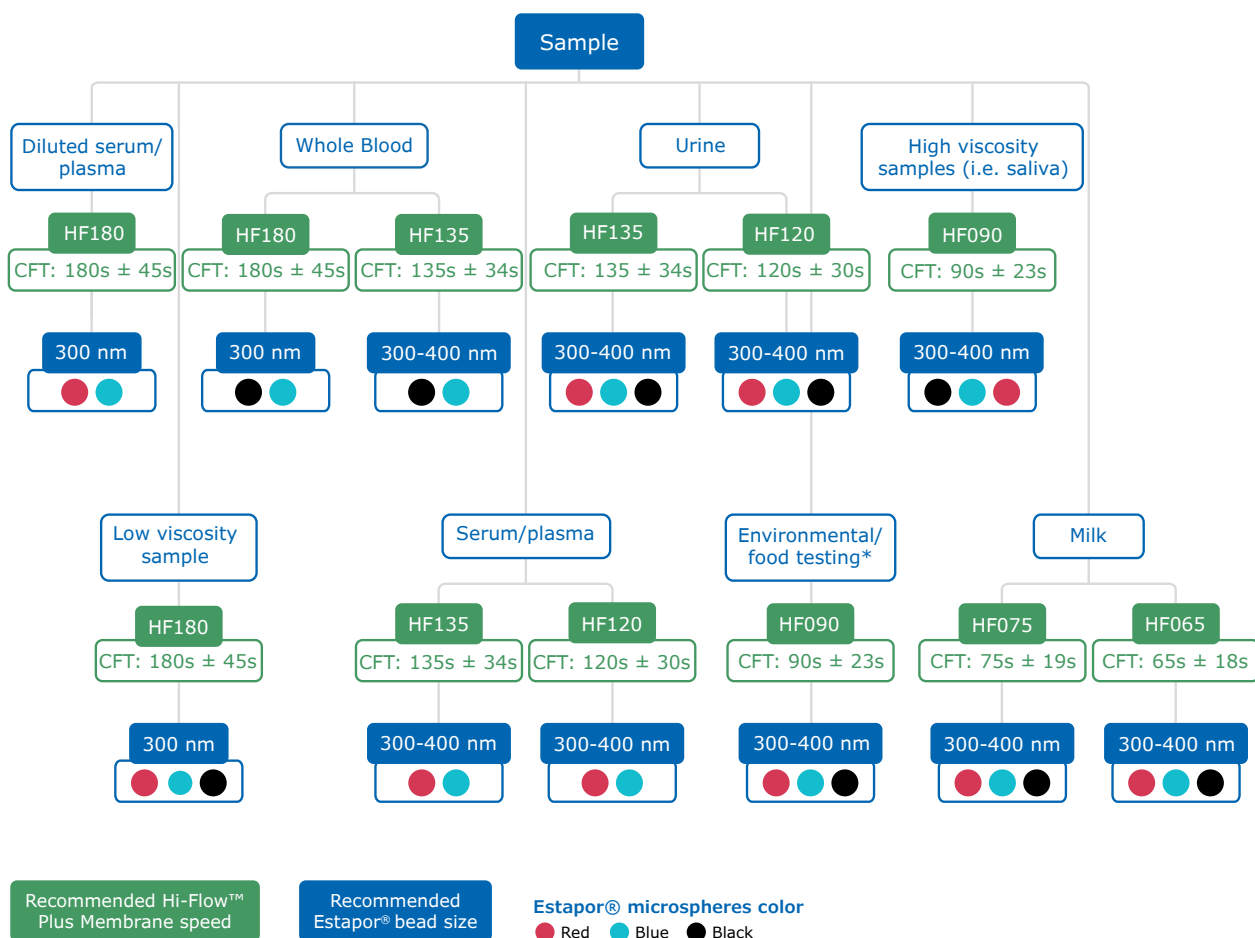 Sample
Diluted serum/
plasma
Whole Blood
Urine
High viscosity
samples (i.e. saliva)
HF180
CFT: 180s ± 45s
HF180
CFT: 180s ± 45s
HF135
CFT: 135s ± 34s
HF135
CFT: 135 ± 34s
HF120
CFT: 120s ± 30s
HF090
CFT: 90s ± 23s
300 nm
300 nm
300-400 nm
300-400 nm
300-400 nm
300-400 nm
Low viscosity
sample
Serum/plasma
Environmental/
food testing*
Milk
HF180
CFT: 180s ± 45s
HF135
CFT: 135s ± 34s
HF120
CFT: 120s ± 30s
HF090
CFT: 90s ± 23s
HF075
CFT: 75s ± 19s
HF065
CFT: 65s ± 18s
300 nm
300-400 nm
300-400 nm
300-400 nm
300-400 nm
300-400 nm
Recommended Hi-Flow™
Plus Membrane speed
Recommended
Estapor® bead size
Estapor® microspheres color
Red Blue Black